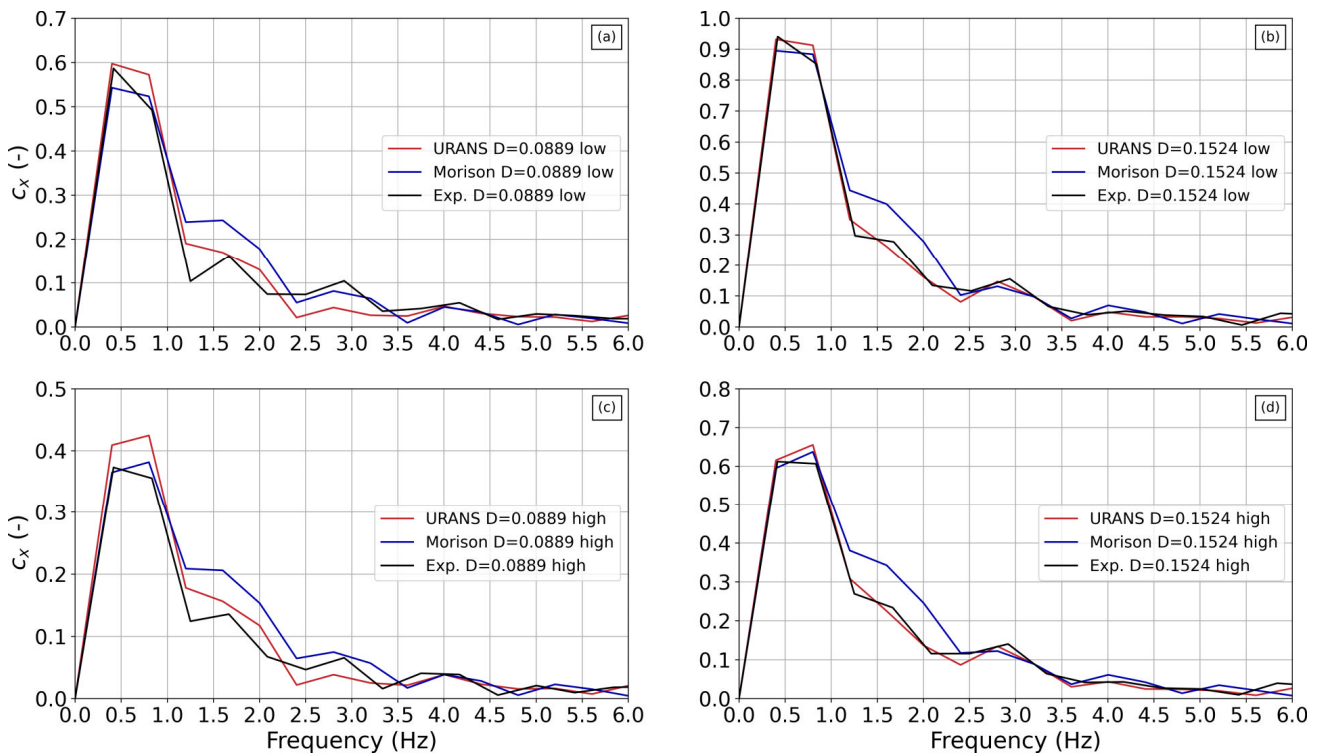 0.7
0.6
0.5
0.4
0.3
0.2
0.1
0.0
c_x (-)
(a)
URANS D=0.0889 low
Morison D=0.0889 low
Exp. D=0.0889 low
0.0 0.5 1.0 1.5 2.0 2.5 3.0 3.5 4.0 4.5 5.0 5.5 6.0
1.0
0.9
0.8
0.7
0.6
0.5
0.4
0.3
0.2
0.1
0.0
(b)
URANS D=0.1524 low
Morison D=0.1524 low
Exp. D=0.1524 low
0.0 0.5 1.0 1.5 2.0 2.5 3.0 3.5 4.0 4.5 5.0 5.5 6.0
0.5
0.4
0.3
0.2
0.1
0.0
c_x (-)
(c)
URANS D=0.0889 high
Morison D=0.0889 high
Exp. D=0.0889 high
0.0 0.5 1.0 1.5 2.0 2.5 3.0 3.5 4.0 4.5 5.0 5.5 6.0
Frequency (Hz)
0.8
0.7
0.6
0.5
0.4
0.3
0.2
0.1
0.0
(d)
URANS D=0.1524 high
Morison D=0.1524 high
Exp. D=0.1524 high
0.0 0.5 1.0 1.5 2.0 2.5 3.0 3.5 4.0 4.5 5.0 5.5 6.0
Frequency (Hz)